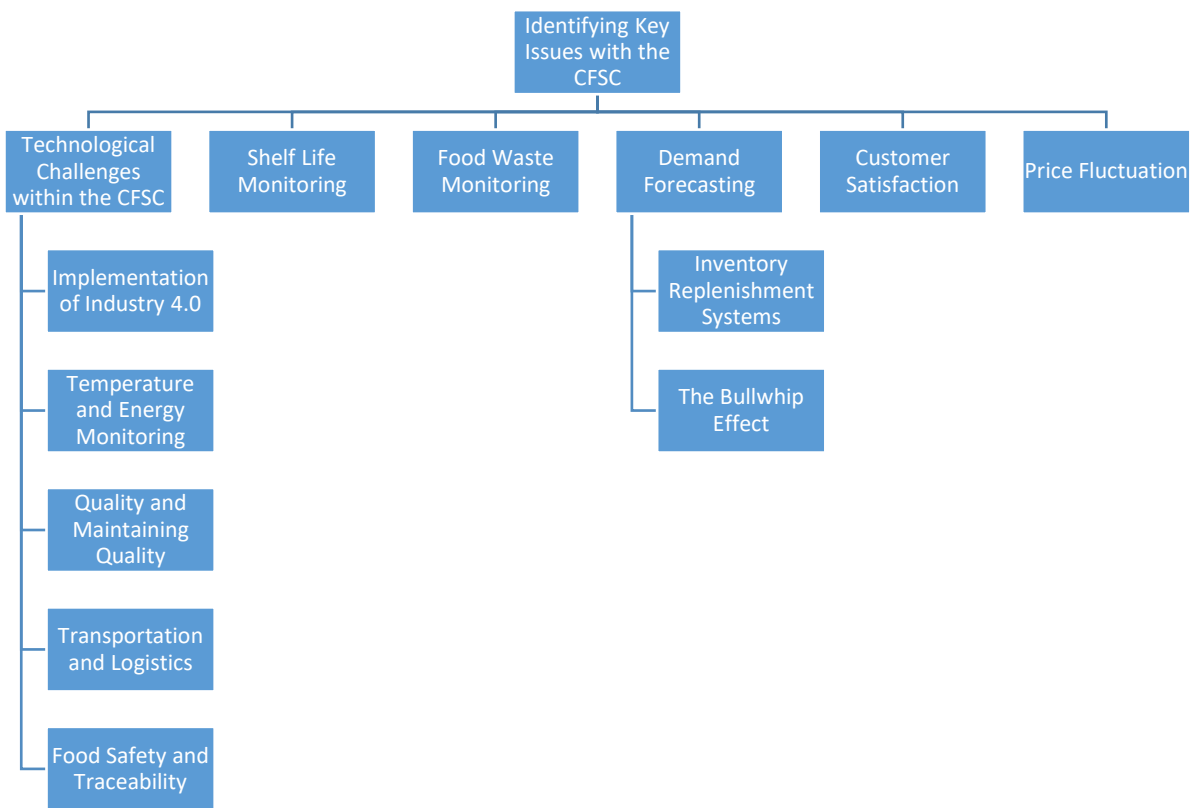 Identifying Key
Issues with the
CFSC
Technological
Challenges
within the CFSC
Shelf Life
Monitoring
Food Waste
Monitoring
Demand
Forecasting
Customer
Satisfaction
Price Fluctuation
Implementation
of Industry 4.0
Temperature
and Energy
Monitoring
Quality and
Maintaining
Quality
Transportation
and Logistics
Food Safety and
Traceability
Inventory
Replenishment
Systems
The Bullwhip
Effect